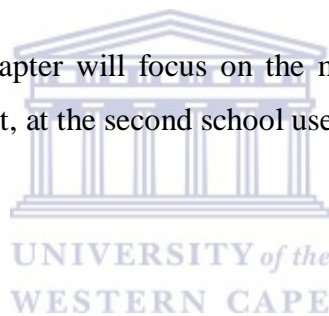 apter will focus on the
t, at the second school use
UNIVERSITY of the
WESTERN CAPE